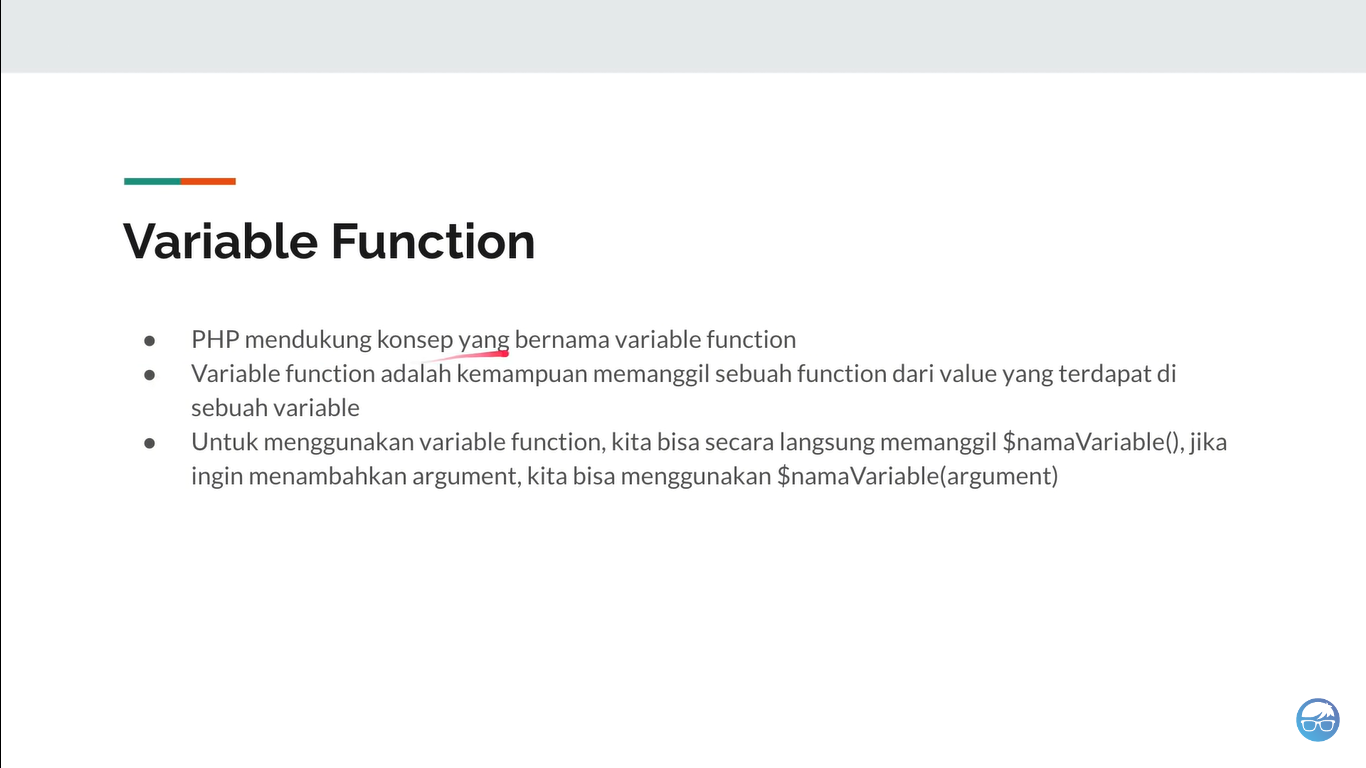 Variable Function
● PHP mendukung konsep yang bernama variable function
● Variable function adalah kemampuan memanggil sebuah function dari value yang terdapat di
sebuah variable
● Untuk menggunakan variable function, kita bisa secara langsung memanggil $namaVariable(), jika
ingin menambahkan argument, kita bisa menggunakan $namaVariable(argument)